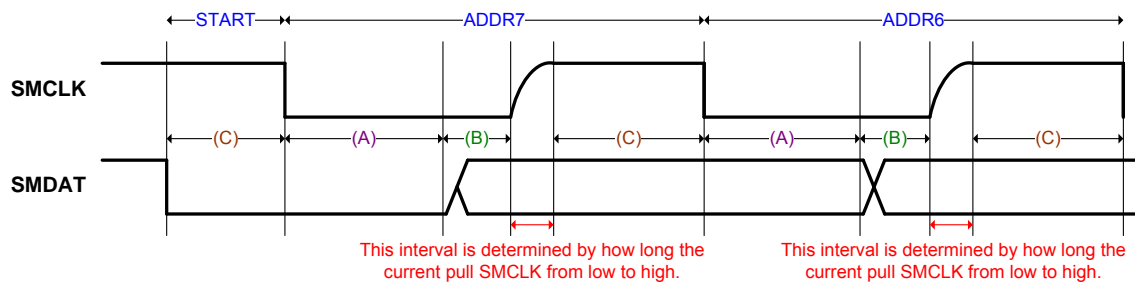 START
ADDR7
ADDR6
SMCLK
(C)
(A)
(B)
(C)
(A)
(B)
(C)
SMDAT
This interval is determined by how long the
current pull SMCLK from low to high.
This interval is determined by how long the
current pull SMCLK from low to high.